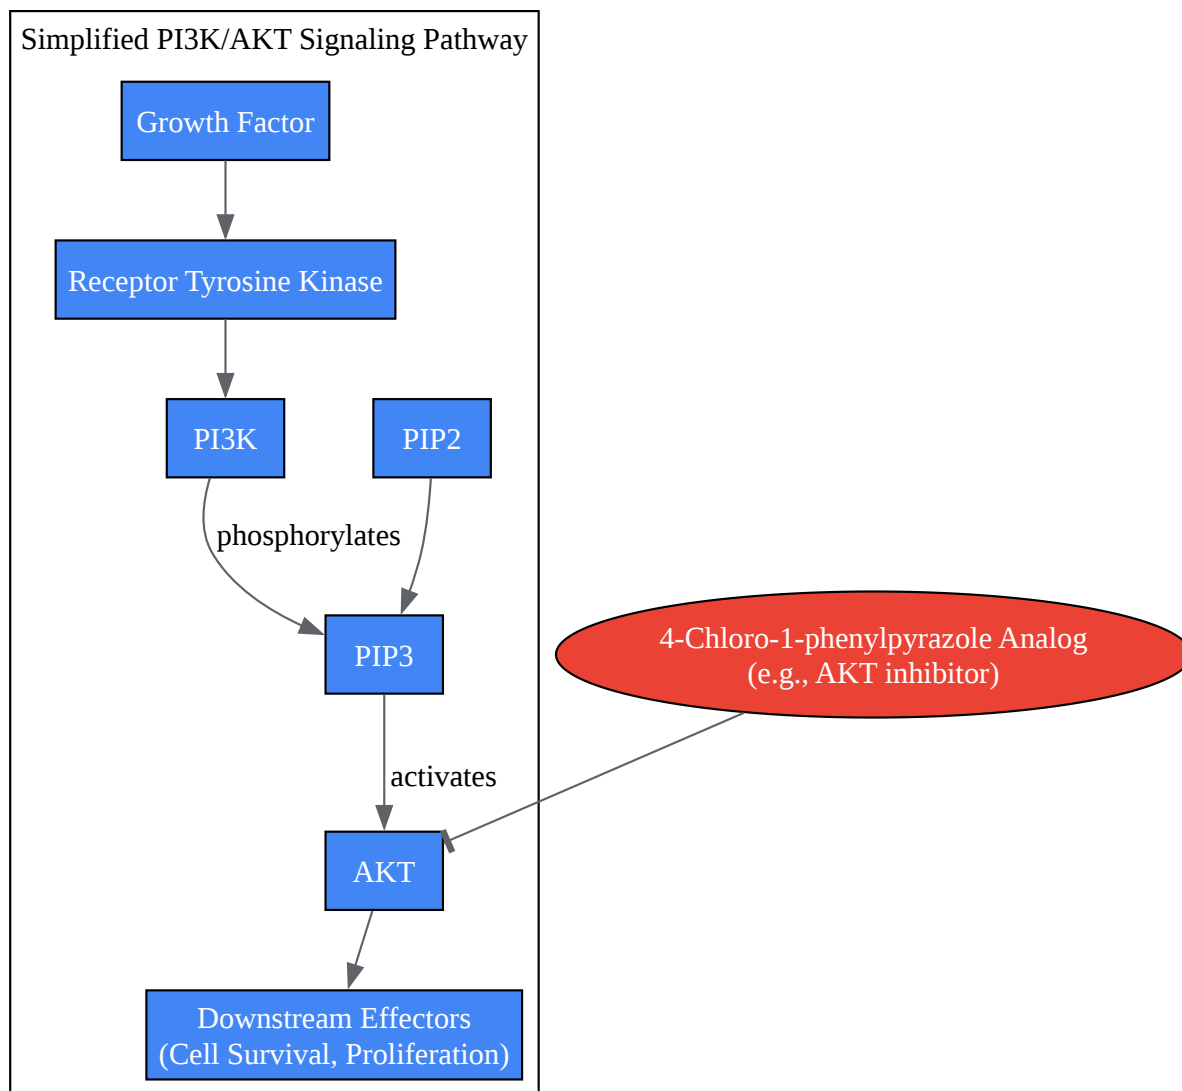 Simplified PI3K/AKT Signaling Pathway
Growth Factor
Receptor Tyrosine Kinase
PI3K
PIP2
phosphorylates
PIP3
4-Chloro-1-phenylpyrazole Analog
(e.g., AKT inhibitor)
activates
AKT
Downstream Effectors
(Cell Survival, Proliferation)